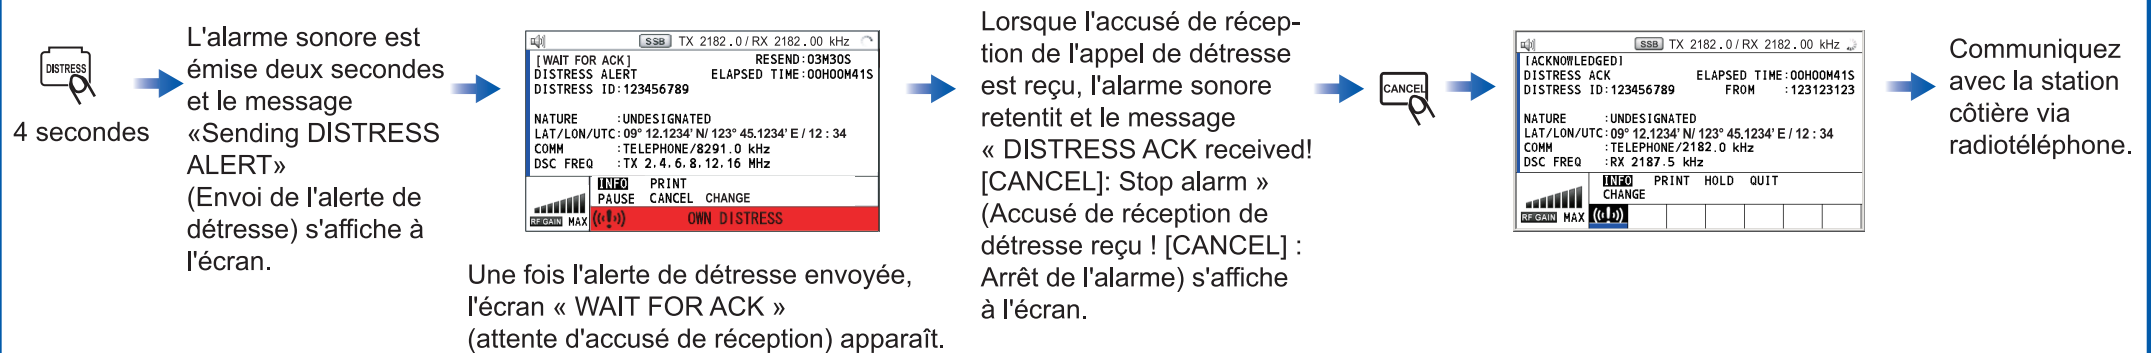 DISTRESS
4 secondes
L'alarme sonore est
émise deux secondes
et le message
«Sending DISTRESS
ALERT»
(Envoi de l'alerte de
détresse) s'affiche à
l'écran.
SSB TX 2182.0/RX 2182.00 kHz
[WAIT FOR ACK] RESEND:03M30S
DISTRESS ALERT ELAPSED TIME:00H00M41S
DISTRESS ID:123456789
NATURE :UNDESIGNATED
LAT/LON/UTC:09° 12.1234' N/ 123° 45.1234' E / 12 : 34
COMM :TELEPHONE/8291.0 kHz
DSC FREQ :TX 2.4.6.8.12.16 MHz
INFO PRINT
PAUSE CANCEL CHANGE
RF GAIN MAX OWN DISTRESS
Une fois l'alerte de détresse envoyée,
l'écran « WAIT FOR ACK »
(attente d'accusé de réception) apparaît.
Lorsque l'accusé de récep-
tion de l'appel de détresse
est reçu, l'alarme sonore
retentit et le message
« DISTRESS ACK received!
[CANCEL]: Stop alarm »
(Accusé de réception de
détresse reçu ! [CANCEL] :
Arrêt de l'alarme) s'affiche
à l'écran.
CANCEL
SSB TX 2182.0/RX 2182.00 kHz
[ACKNOWLEDGED]
DISTRESS ACK ELAPSED TIME:00H00M41S
DISTRESS ID:123456789 FROM :123123123
NATURE :UNDESIGNATED
LAT/LON/UTC:09° 12.1234' N/ 123° 45.1234' E / 12 : 34
COMM :TELEPHONE/2182.0 kHz
DSC FREQ :RX 2187.5 kHz
INFO PRINT HOLD QUIT
CHANGE
RF GAIN MAX
Communiquez
avec la station
côtière via
radiotéléphone.